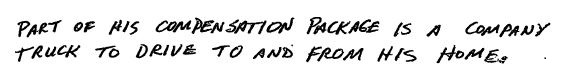 PART OF HIS COMPENSATION PACKAGE IS A COMPANY
TRUCK TO DRIVE TO AND FROM HIS HOME.